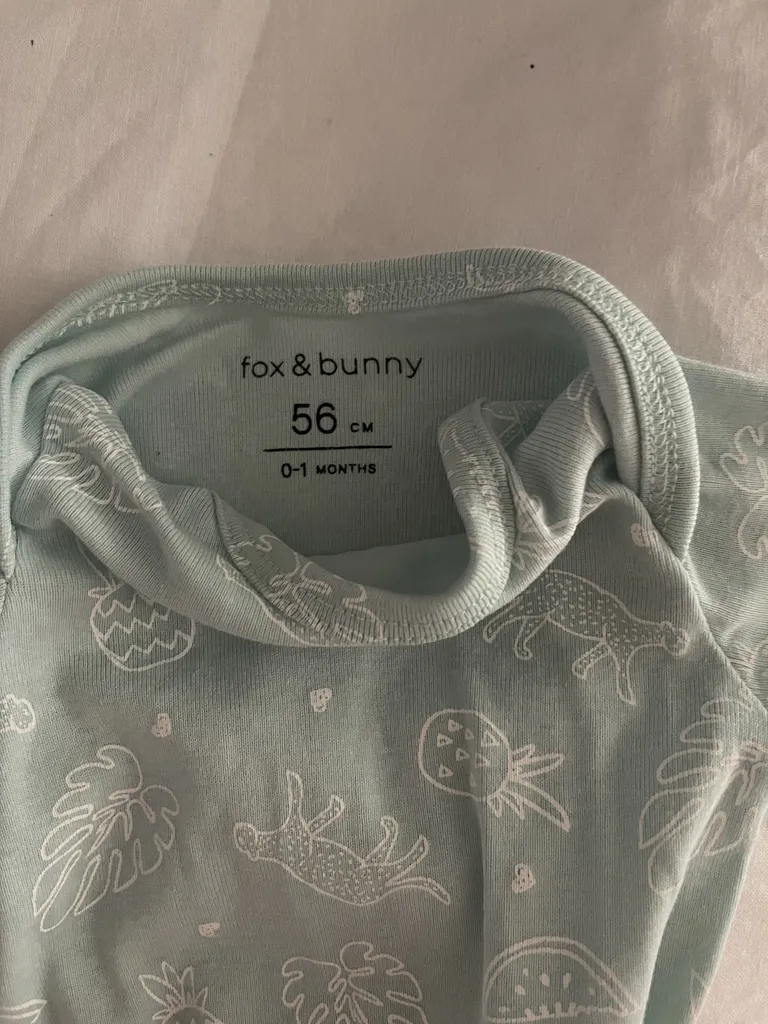 fox & bunny
56 CM
0-1 MONTHS